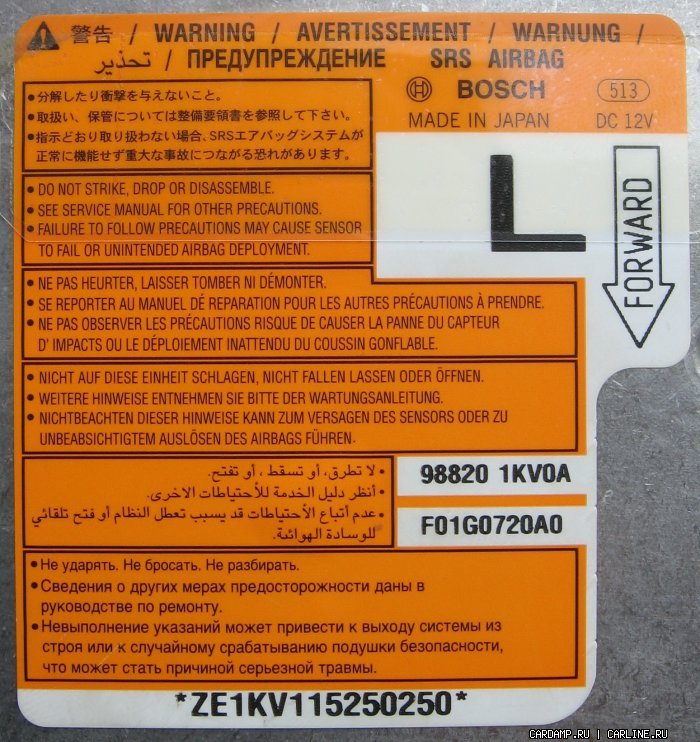 警告 / WARNING / AVERTISSEMENT / WARNUNG /
تحذير / ПРЕДУПРЕЖДЕНИЕ SRS AIRBAG
BOSCH 513
MADE IN JAPAN DC 12V
●分解したり衝撃を与えないこと。
●取扱い、保管については整備要領書を参照して下さい。
●指示どおり取り扱わない場合、SRSエアバッグシステムが
正常に機能せず重大な事故につながる恐れがあります。
L
FORWARD
● DO NOT STRIKE, DROP OR DISASSEMBLE.
● SEE SERVICE MANUAL FOR OTHER PRECAUTIONS.
● FAILURE TO FOLLOW PRECAUTIONS MAY CAUSE SENSOR
TO FAIL OR UNINTENDED AIRBAG DEPLOYMENT.
● NE PAS HEURTER, LAISSER TOMBER NI DÉMONTER.
● SE REPORTER AU MANUEL DÉ REPARATION POUR LES AUTRES PRÉCAUTIONS À PRENDRE.
● NE PAS OBSERVER LES PRÉCAUTIONS RISQUE DE CAUSER LA PANNE DU CAPTEUR
D' IMPACTS OU LE DÉPLOIEMENT INATTENDU DU COUSSIN GONFLABLE.
● NICHT AUF DIESE EINHEIT SCHLAGEN, NICHT FALLEN LASSEN ODER ÖFFNEN.
● WEITERE HINWEISE ENTNEHMEN SIE BITTE DER WARTUNGSANLEITUNG.
● NICHTBEACHTEN DIESER HINWEISE KANN ZUM VERSAGEN DES SENSORS ODER ZU
UNBEABSICHTIGTEM AUSLÖSEN DES AIRBAGS FÜHREN.
• لا تطرق، أو تسقط ، أو تفتح.
• أنظر دليل الخدمة للأحتياطات الاخرى.
• عدم أتباع الأحتياطات قد يسبب تعطل النظام أو فتح تلقائي
للوسادة الهوائية.
98820 1KV0A
F01G0720A0
● Не ударять. Не бросать. Не разбирать.
● Сведения о других мерах предосторожности даны в
руководстве по ремонту.
● Невыполнение указаний может привести к выходу системы из
строя или к случайному срабатыванию подушки безопасности,
что может стать причиной серьезной травмы.
*ZE1KV115250250*
CARDAMP.RU | CARLINE.RU